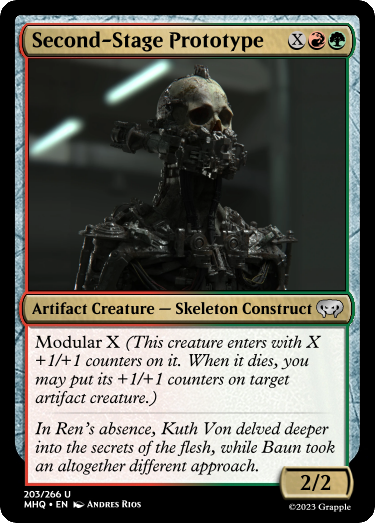 Second-Stage Prototype X
Artifact Creature — Skeleton Construct
Modular X (This creature enters with X
+1/+1 counters on it. When it dies, you
may put its +1/+1 counters on target
artifact creature.)
In Ren's absence, Kuth Von delved deeper
into the secrets of the flesh, while Baun took
an altogether different approach.
2/2
203/266 U
MHQ • EN Andres Rios
©2023 Grapple